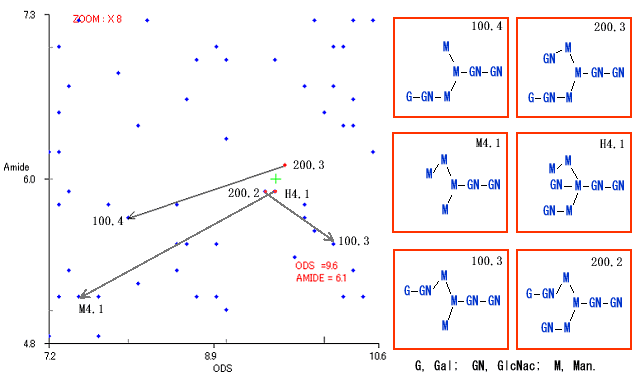 7.3
ZOOM : X 8
Amide
6.0
4.8
7.2
8.9
10.6
ODS
200.3
200.2
H4.1
100.4
100.3
M4.1
ODS =9.6
AMIDE = 6.1
100.4
M
M-GN-GN
G-GN-M
200.3
M
GN
M-GN-GN
G-GN-M
M4.1
M
M
M-GN-GN
M
H4.1
M
M
GN-M-GN-GN
GN-M
100.3
M
G-GN
M-GN-GN
M
200.2
M
G-GN
M-GN-GN
GN-M
G, Gal; GN, GlcNac; M, Man.